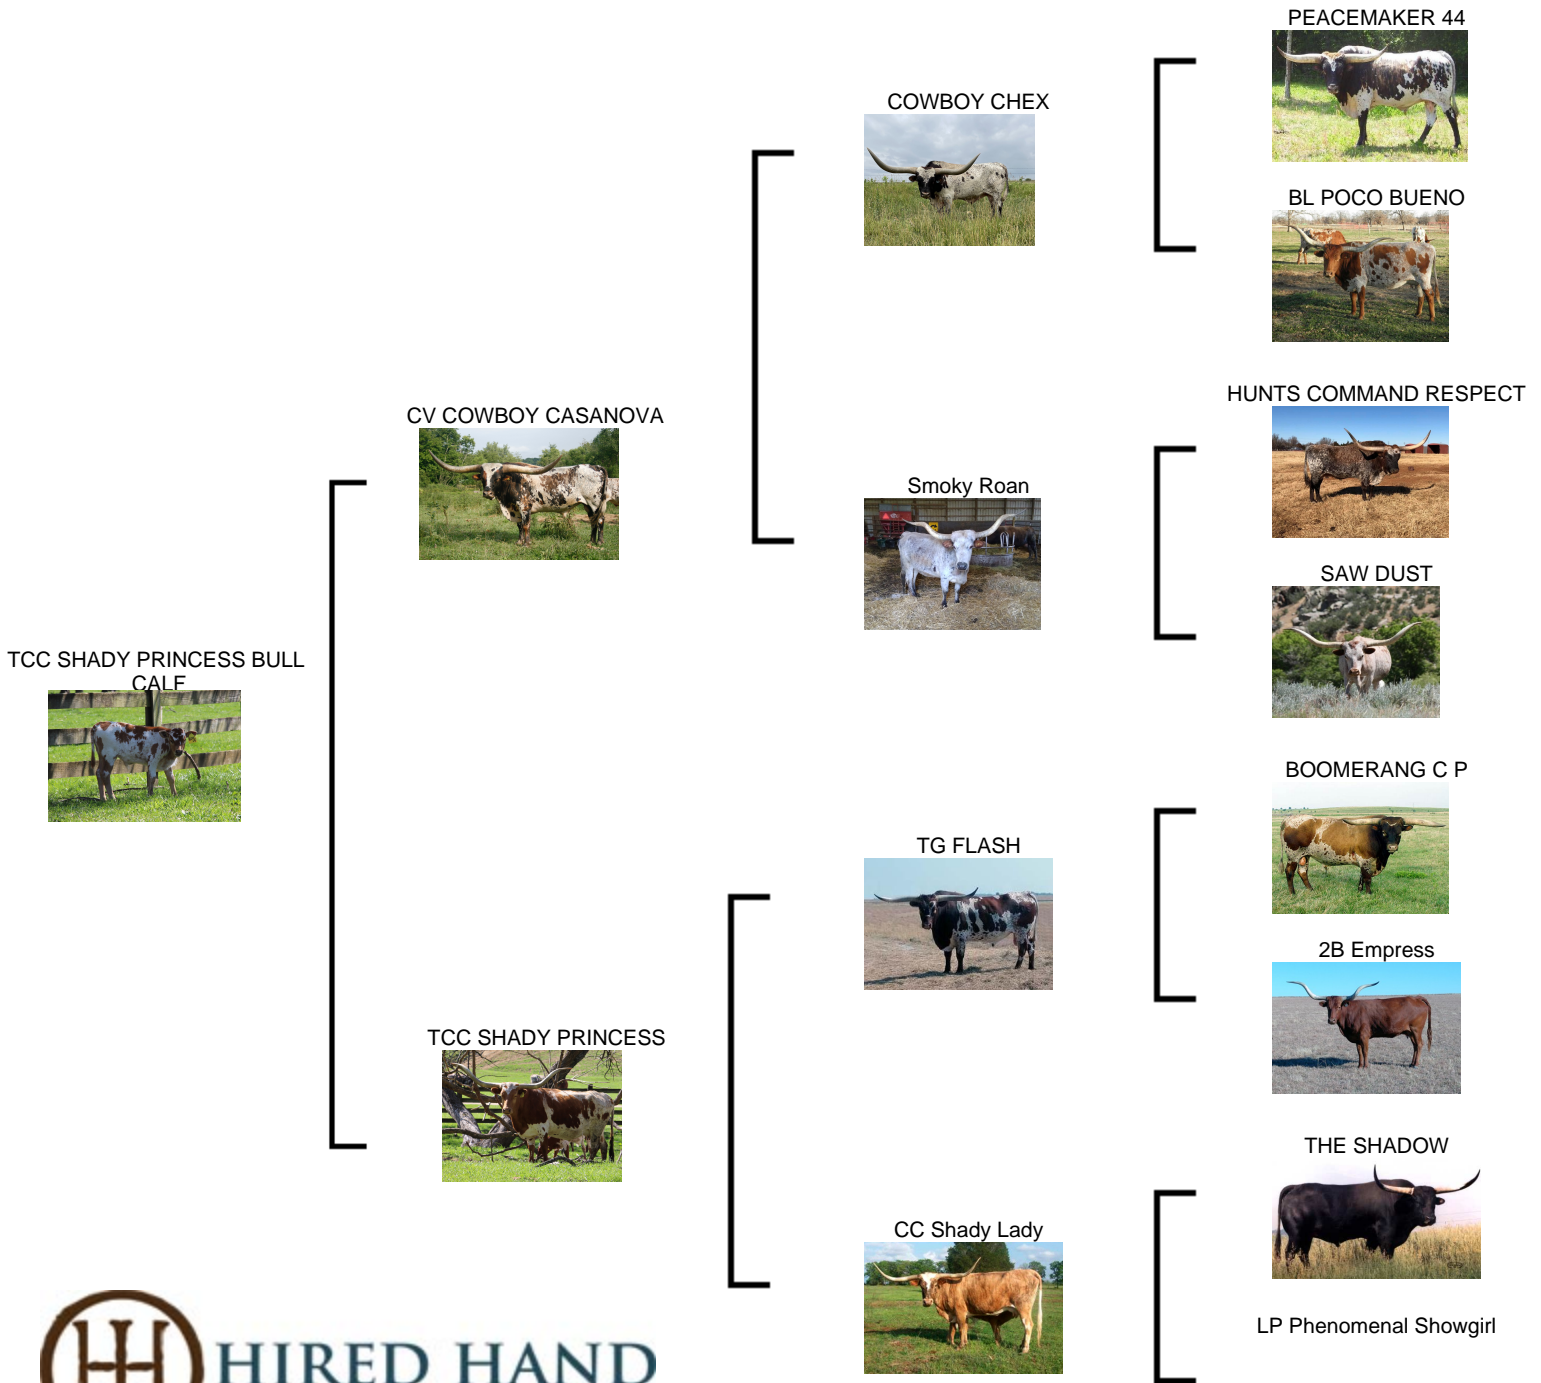 PEACEMAKER 44
COWBOY CHEX
BL POCO BUENO
HUNTS COMMAND RESPECT
CV COWBOY CASANOVA
Smoky Roan
SAW DUST
TCC SHADY PRINCESS BULL
CALF
BOOMERANG C P
TG FLASH
2B Empress
TCC SHADY PRINCESS
THE SHADOW
CC Shady Lady
LP Phenomenal Showgirl
HIRED HAND